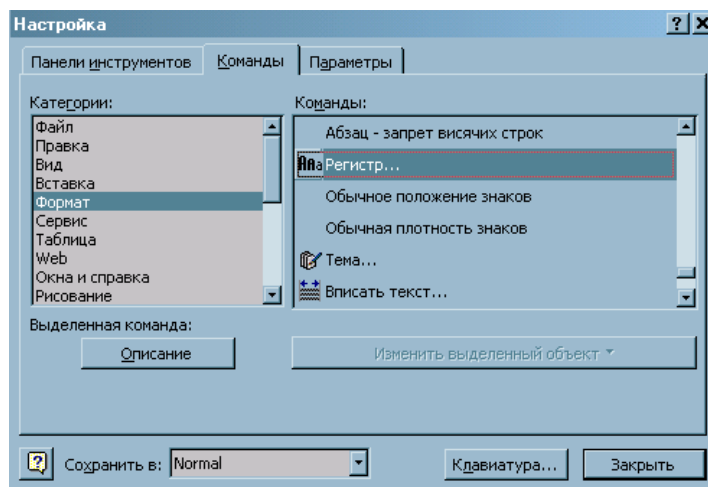 Настройка
Панели инструментов
Команды
Параметры
Категории:
Файл
Правка
Вид
Вставка
Формат
Сервис
Таблица
Web
Окна и справка
Рисование
Команды:
Абзац - запрет висячих строк
Регистр...
Обычное положение знаков
Обычная плотность знаков
Тема...
Вписать текст...
Выделенная команда:
Описание
Изменить выделенный объект
Сохранить в: Normal
Клавиатура...
Закрыть